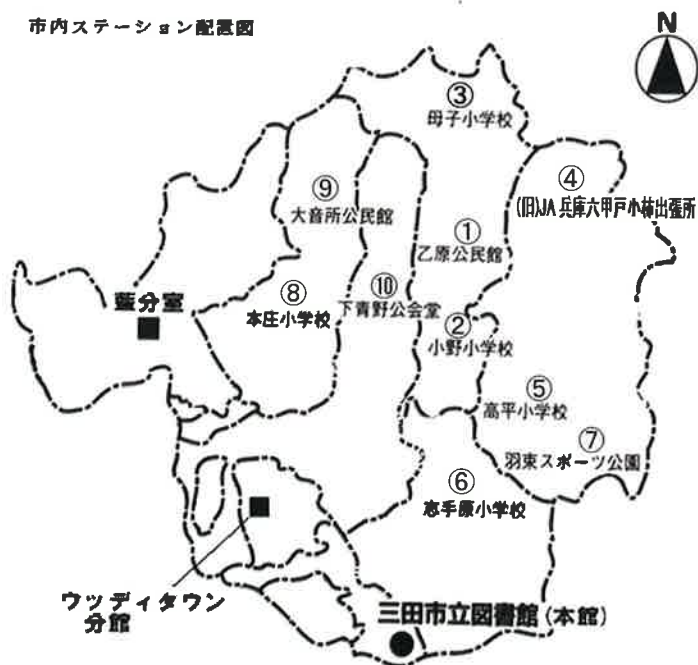 市内ステーション配置図
N
③
母子小学校
④
(旧)JA兵庫六甲戸小柿出張所
⑨
大音所公民館
①
乙原公民館
⑧
本庄小学校
⑩
下青野公会堂
藍分室
②
小野小学校
⑤
高平小学校
⑦
羽束スポーツ公園
⑥
志手原小学校
ウッディタウン
分館
三田市立図書館(本館)